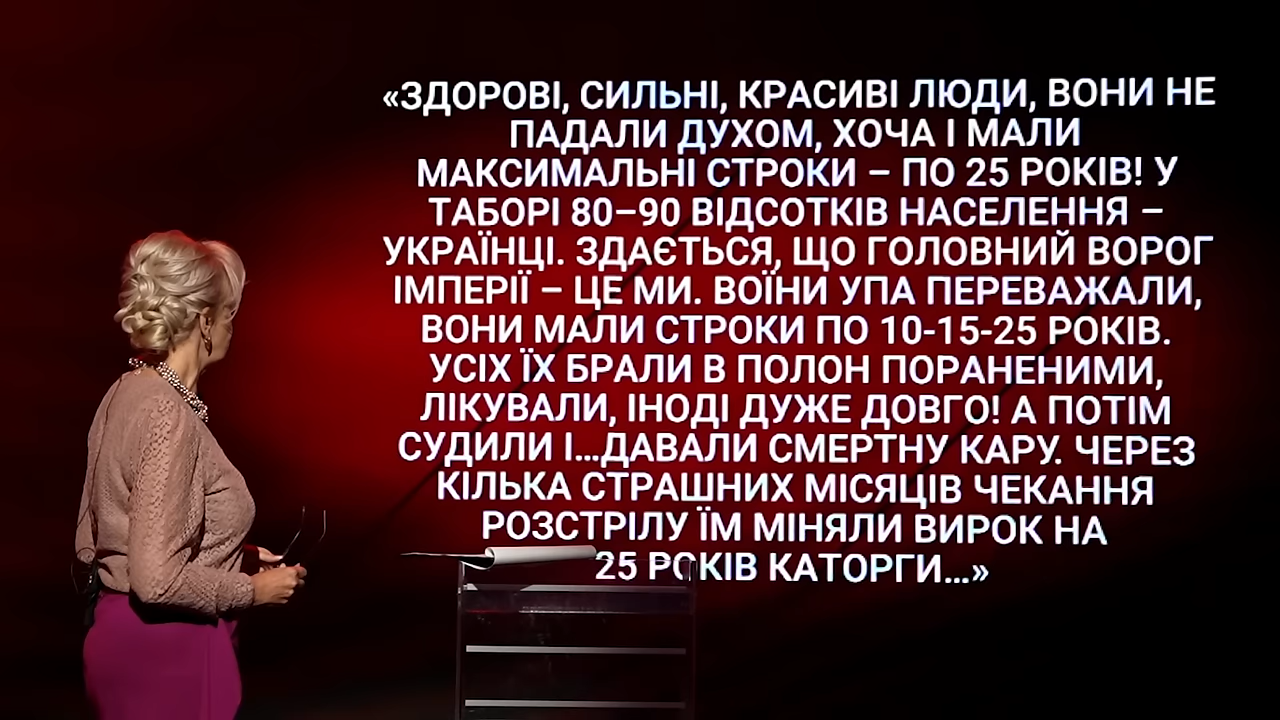 «ЗДОРОВІ, СИЛЬНІ, КРАСИВІ ЛЮДИ, ВОНИ НЕ
ПАДАЛИ ДУХОМ, ХОЧА І МАЛИ
МАКСИМАЛЬНІ СТРОКИ – ПО 25 РОКІВ! У
ТАБОРІ 80–90 ВІДСОТКІВ НАСЕЛЕННЯ –
УКРАЇНЦІ. ЗДАЄТЬСЯ, ЩО ГОЛОВНИЙ ВОРОГ
ІМПЕРІЇ – ЦЕ МИ. ВОЇНИ УПА ПЕРЕВАЖАЛИ,
ВОНИ МАЛИ СТРОКИ ПО 10-15-25 РОКІВ.
УСІХ ЇХ БРАЛИ В ПОЛОН ПОРАНЕНИМИ,
ЛІКУВАЛИ, ІНОДІ ДУЖЕ ДОВГО! А ПОТІМ
СУДИЛИ І...ДАВАЛИ СМЕРТНУ КАРУ. ЧЕРЕЗ
КІЛЬКА СТРАШНИХ МІСЯЦІВ ЧЕКАННЯ
РОЗСТРІЛУ ЇМ МІНЯЛИ ВИРОК НА
25 РОКІВ КАТОРГИ...»